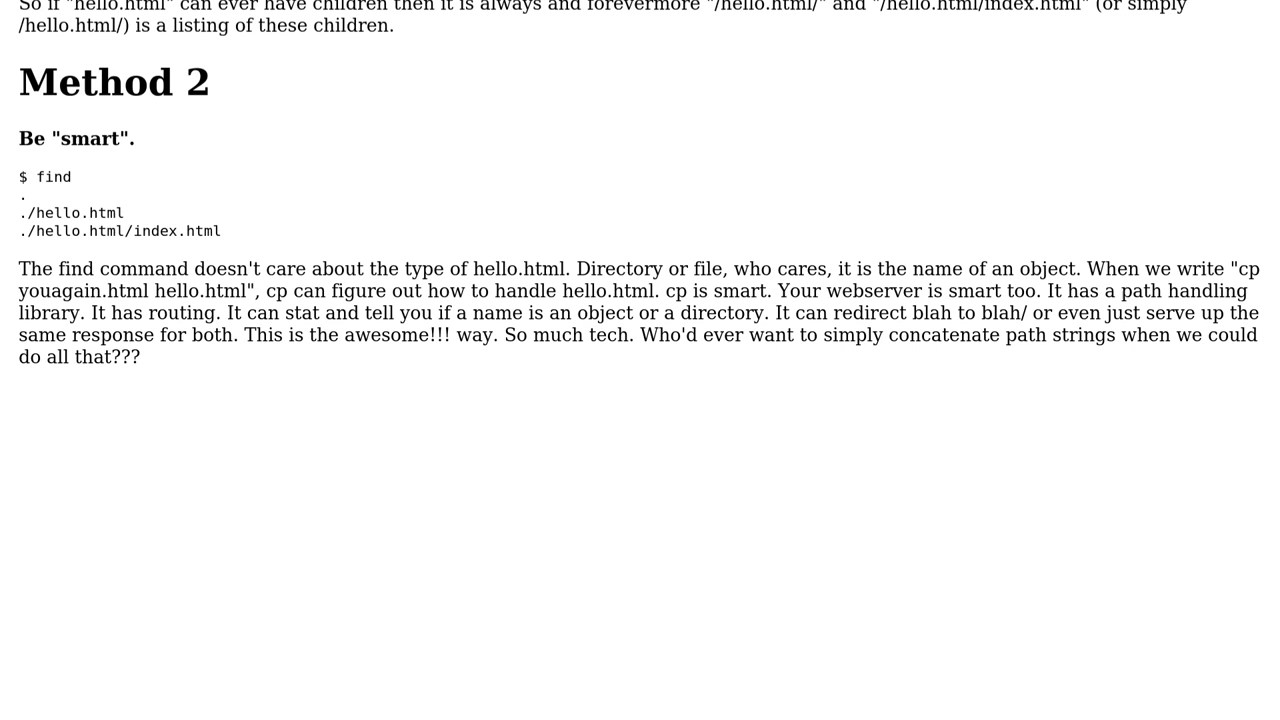 So if "hello.html" can ever have children then it is always and forevermore "/hello.html/" and "/hello.html/index.html" (or simply
/hello.html/) is a listing of these children.
Method 2
Be "smart".
$ find
.
./hello.html
./hello.html/index.html
The find command doesn't care about the type of hello.html. Directory or file, who cares, it is the name of an object. When we write "cp
youagain.html hello.html", cp can figure out how to handle hello.html. cp is smart. Your webserver is smart too. It has a path handling
library. It has routing. It can stat and tell you if a name is an object or a directory. It can redirect blah to blah/ or even just serve up the
same response for both. This is the awesome!!! way. So much tech. Who'd ever want to simply concatenate path strings when we could
do all that???